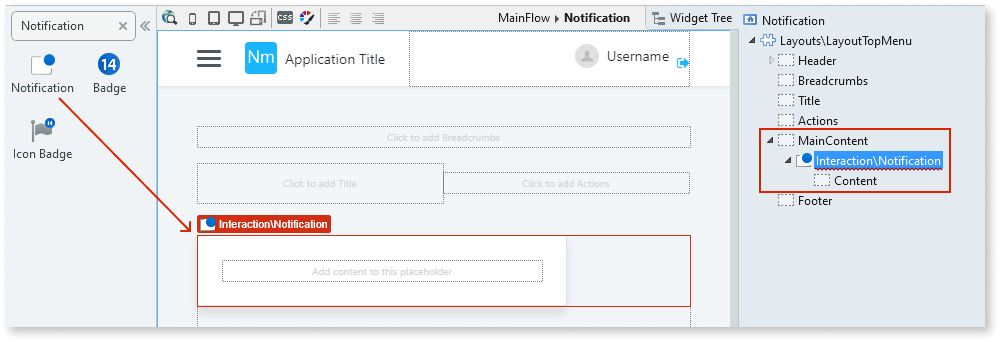 Notification
Notification
Badge
14
Icon Badge
css
MainFlow ▸ Notification
Widget Tree
Nm
Application Title
Username
Click to add Breadcrumbs
Click to add Title
Click to add Actions
Interaction\Notification
Add content to this placeholder
Notification
Layouts\LayoutTopMenu
Header
Breadcrumbs
Title
Actions
MainContent
Interaction\Notification
Content
Footer